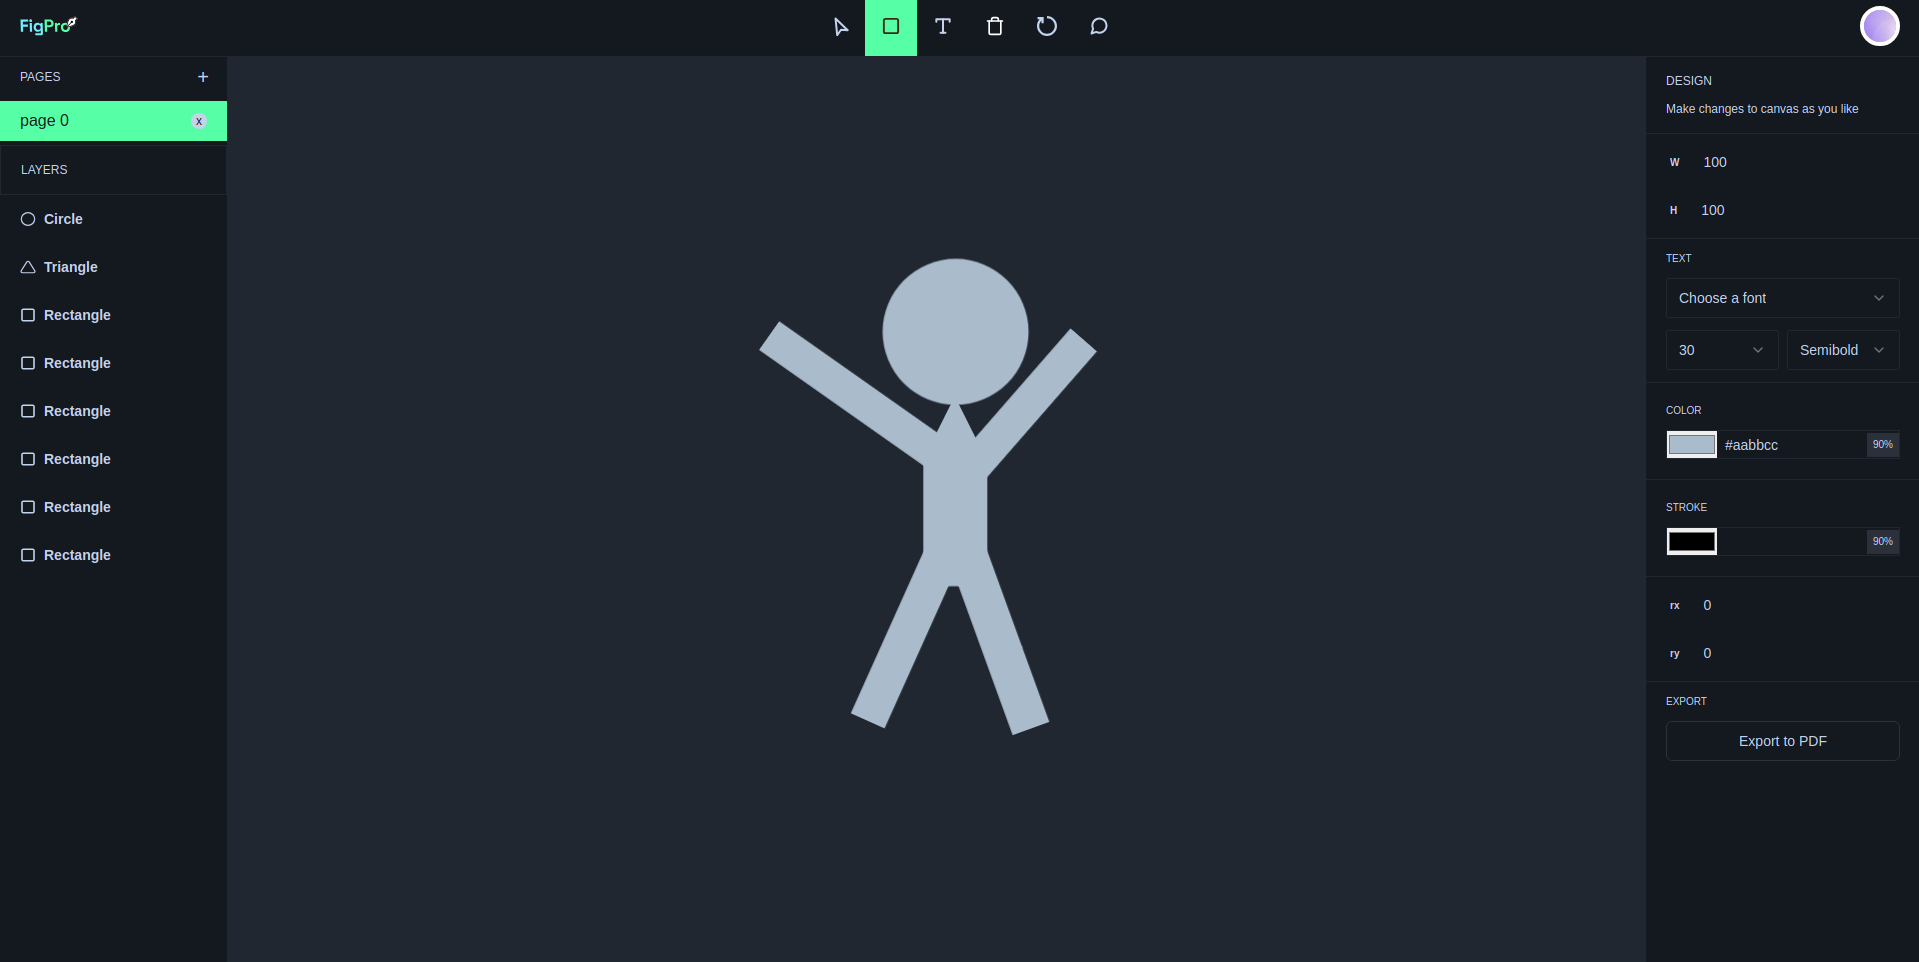 FigPro
PAGES +
page 0 x
LAYERS
Circle
Triangle
Rectangle
Rectangle
Rectangle
Rectangle
Rectangle
Rectangle
DESIGN
Make changes to canvas as you like
W 100
H 100
TEXT
Choose a font
30 Semibold
COLOR
#aabbcc 90%
STROKE
90%
rx 0
ry 0
EXPORT
Export to PDF